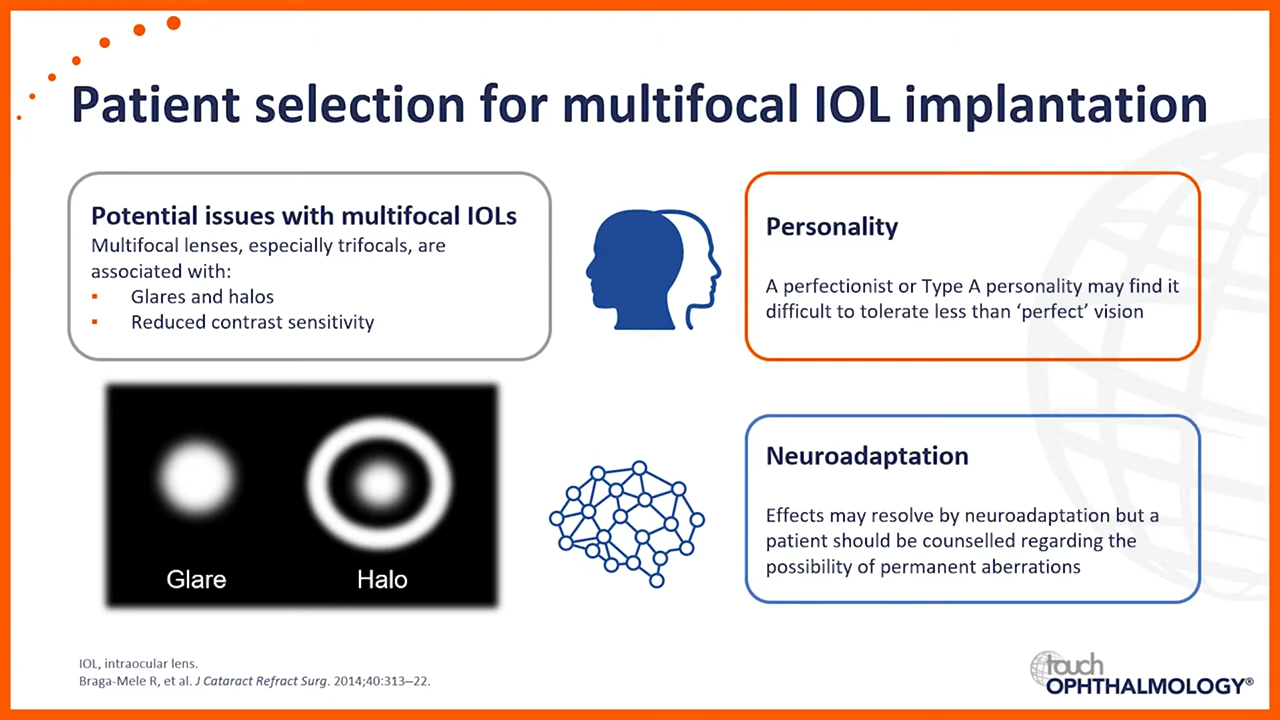 Patient selection for multifocal IOL implantation
Potential issues with multifocal IOLs
Multifocal lenses, especially trifocals, are
associated with:
▪ Glares and halos
▪ Reduced contrast sensitivity
Personality
A perfectionist or Type A personality may find it
difficult to tolerate less than ‘perfect’ vision
Glare
Halo
Neuroadaptation
Effects may resolve by neuroadaptation but a
patient should be counselled regarding the
possibility of permanent aberrations
IOL, intraocular lens.
Braga-Mele R, et al. J Cataract Refract Surg. 2014;40:313–22.
touch
OPHTHALMOLOGY®